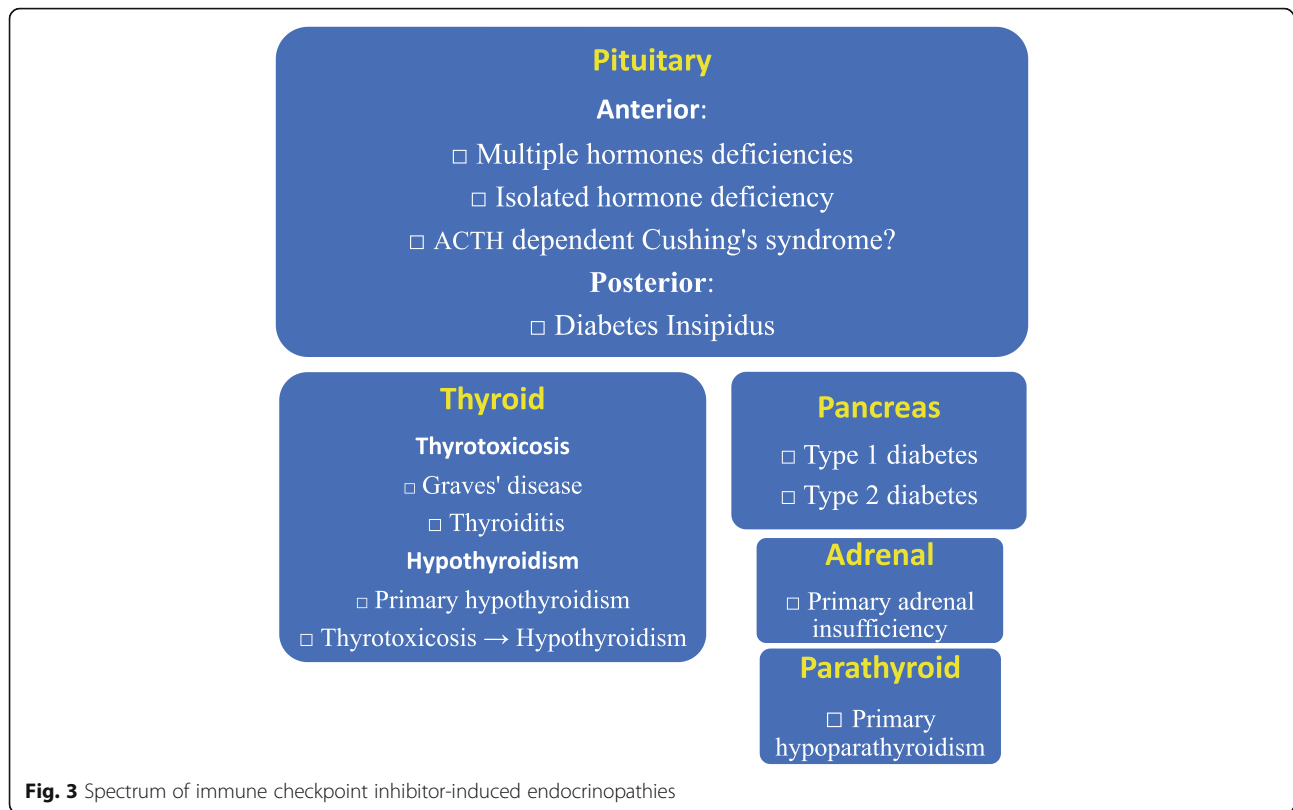 Pituitary
Anterior:
□ Multiple hormones deficiencies
□ Isolated hormone deficiency
□ ACTH dependent Cushing's syndrome?
Posterior:
□ Diabetes Insipidus
Thyroid
Thyrotoxicosis
□ Graves' disease
□ Thyroiditis
Hypothyroidism
□ Primary hypothyroidism
□ Thyrotoxicosis → Hypothyroidism
Pancreas
□ Type 1 diabetes
□ Type 2 diabetes
Adrenal
□ Primary adrenal
insufficiency
Parathyroid
□ Primary
hypoparathyroidism
Fig. 3 Spectrum of immune checkpoint inhibitor-induced endocrinopathies